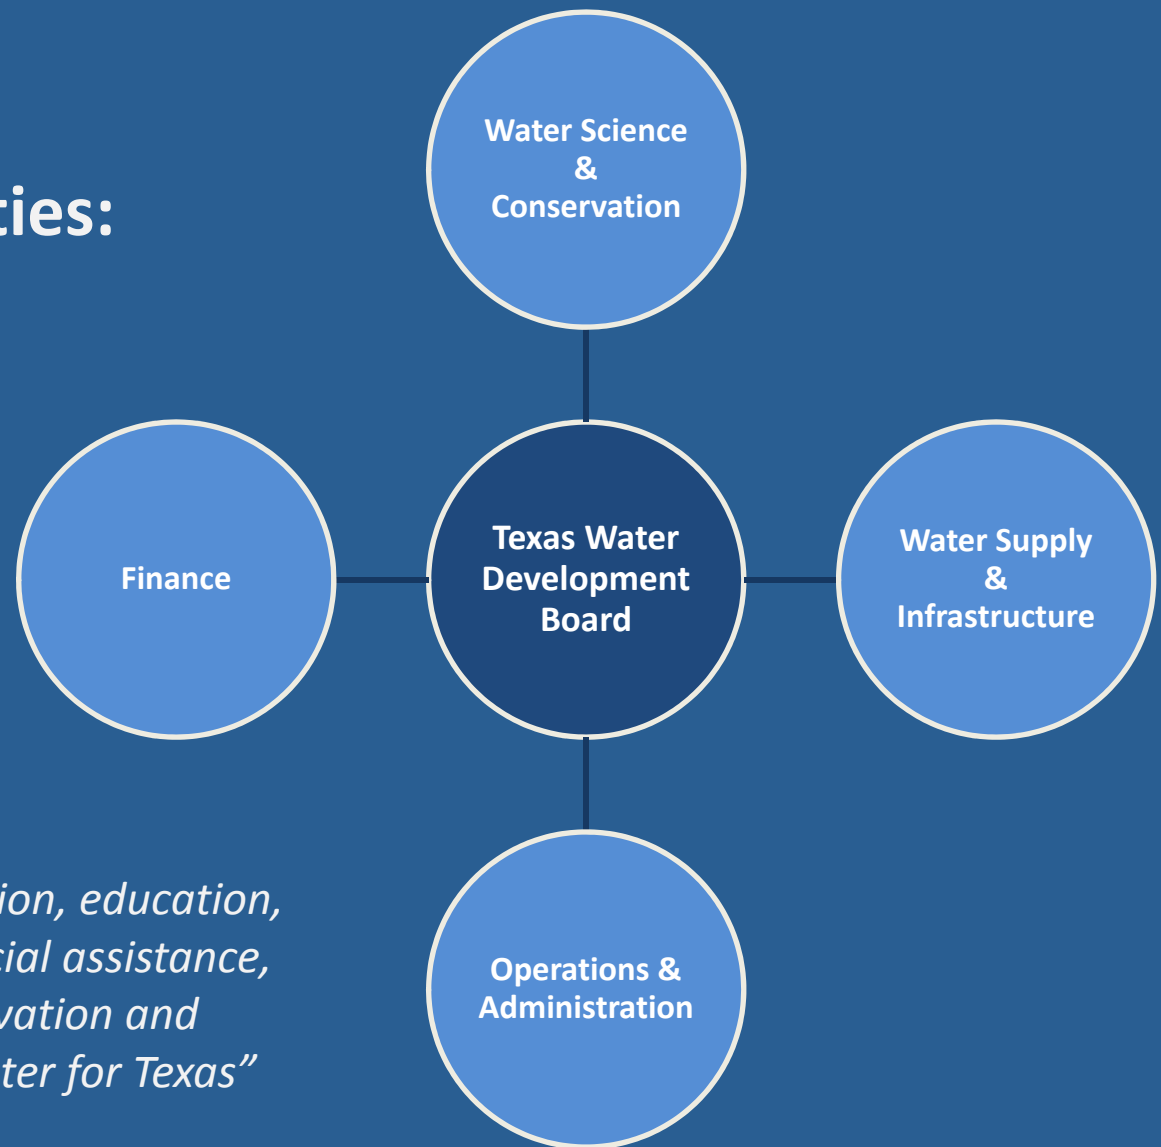 Water Science
&
Conservation
ties:
Finance
Texas Water
Development
Board
Water Supply
&
Infrastructure
Operations &
Administration
ion, education,
cial assistance,
vation and
ter for Texas”